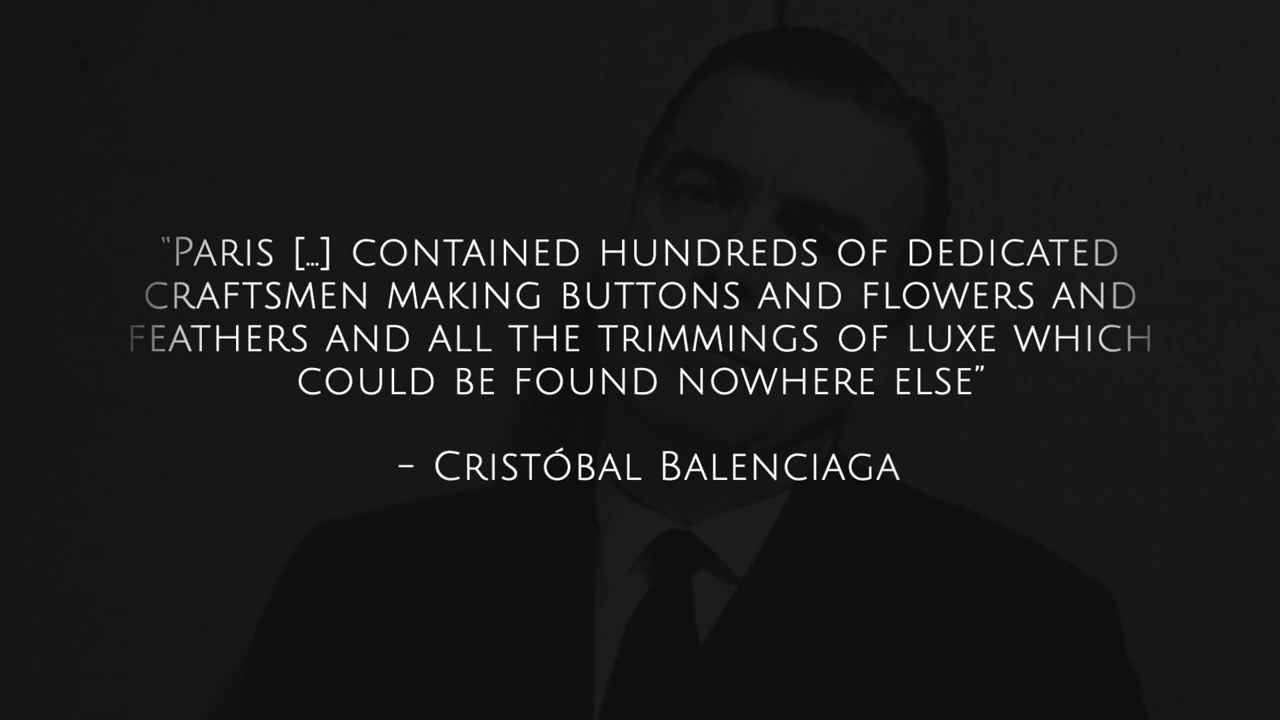 “Paris [...] contained hundreds of dedicated
craftsmen making buttons and flowers and
feathers and all the trimmings of luxe which
could be found nowhere else”
– Cristóbal Balenciaga